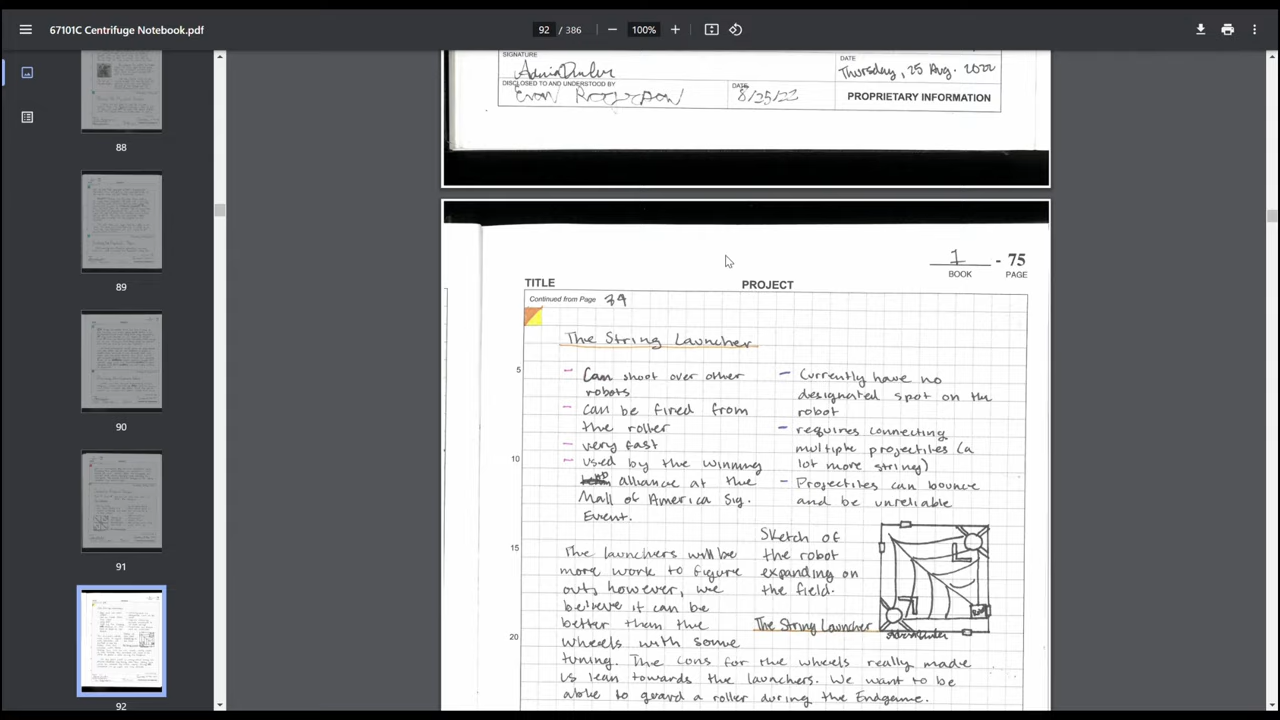 67101C Centrifuge Notebook.pdf
92 / 386
100%
88
89
90
91
92
SIGNATURE
DISCLOSED TO AND UNDERSTOOD BY
DATE
Thursday, 25 Aug. 2022
DATE
8/25/22
PROPRIETARY INFORMATION
1 - 75
BOOK PAGE
TITLE PROJECT
Continued from Page 74
The String Launcher
5
- Can shoot over other
robots
- can be fired from
the roller
- very fast
10
- used by the winning
alliance at the
Mall of America Sig.
Event.
- Currently have no
designated spot on the
robot
- requires connecting
multiple projectiles (a
lot more string)
- Projectiles can bounce
and be unreliable
15
Sketch of
the robot
expanding on
the field.
The String Launcher
20
The launchers will be
more work to figure
out, however, we
believe it can be
better than the
wheels with some
tuning. The cons for the wheels really made
us lean towards the launchers. We want to be
able to guard a roller during the Endgame.